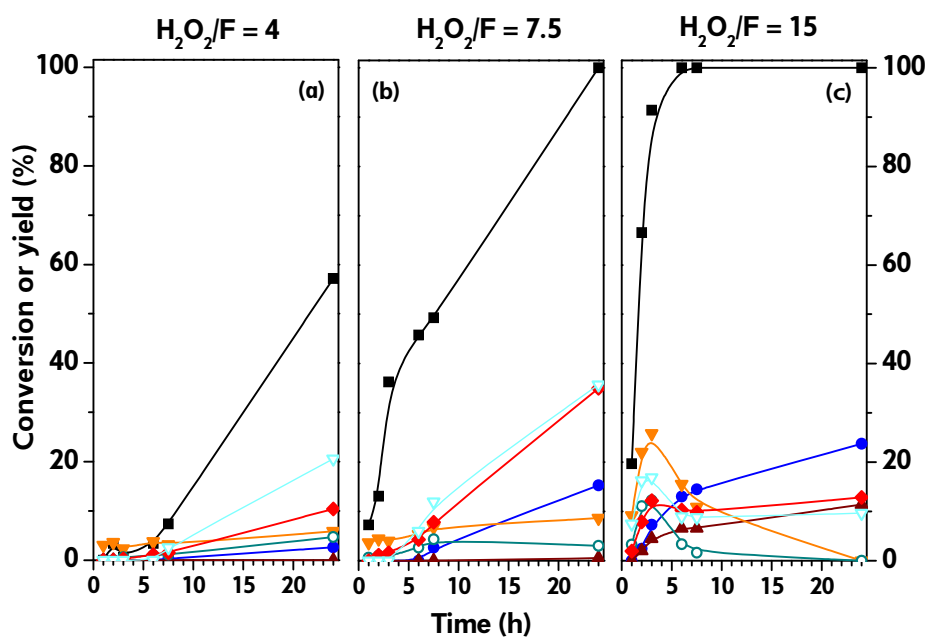 H₂O₂/F = 4 H₂O₂/F = 7.5 H₂O₂/F = 15
100 (a) (b) (c) 100
80 80
60 60
40 40
20 20
0 0
0 5 10 15 20 0 5 10 15 20 0 5 10 15 20
Conversion or yield (%)
Time (h)